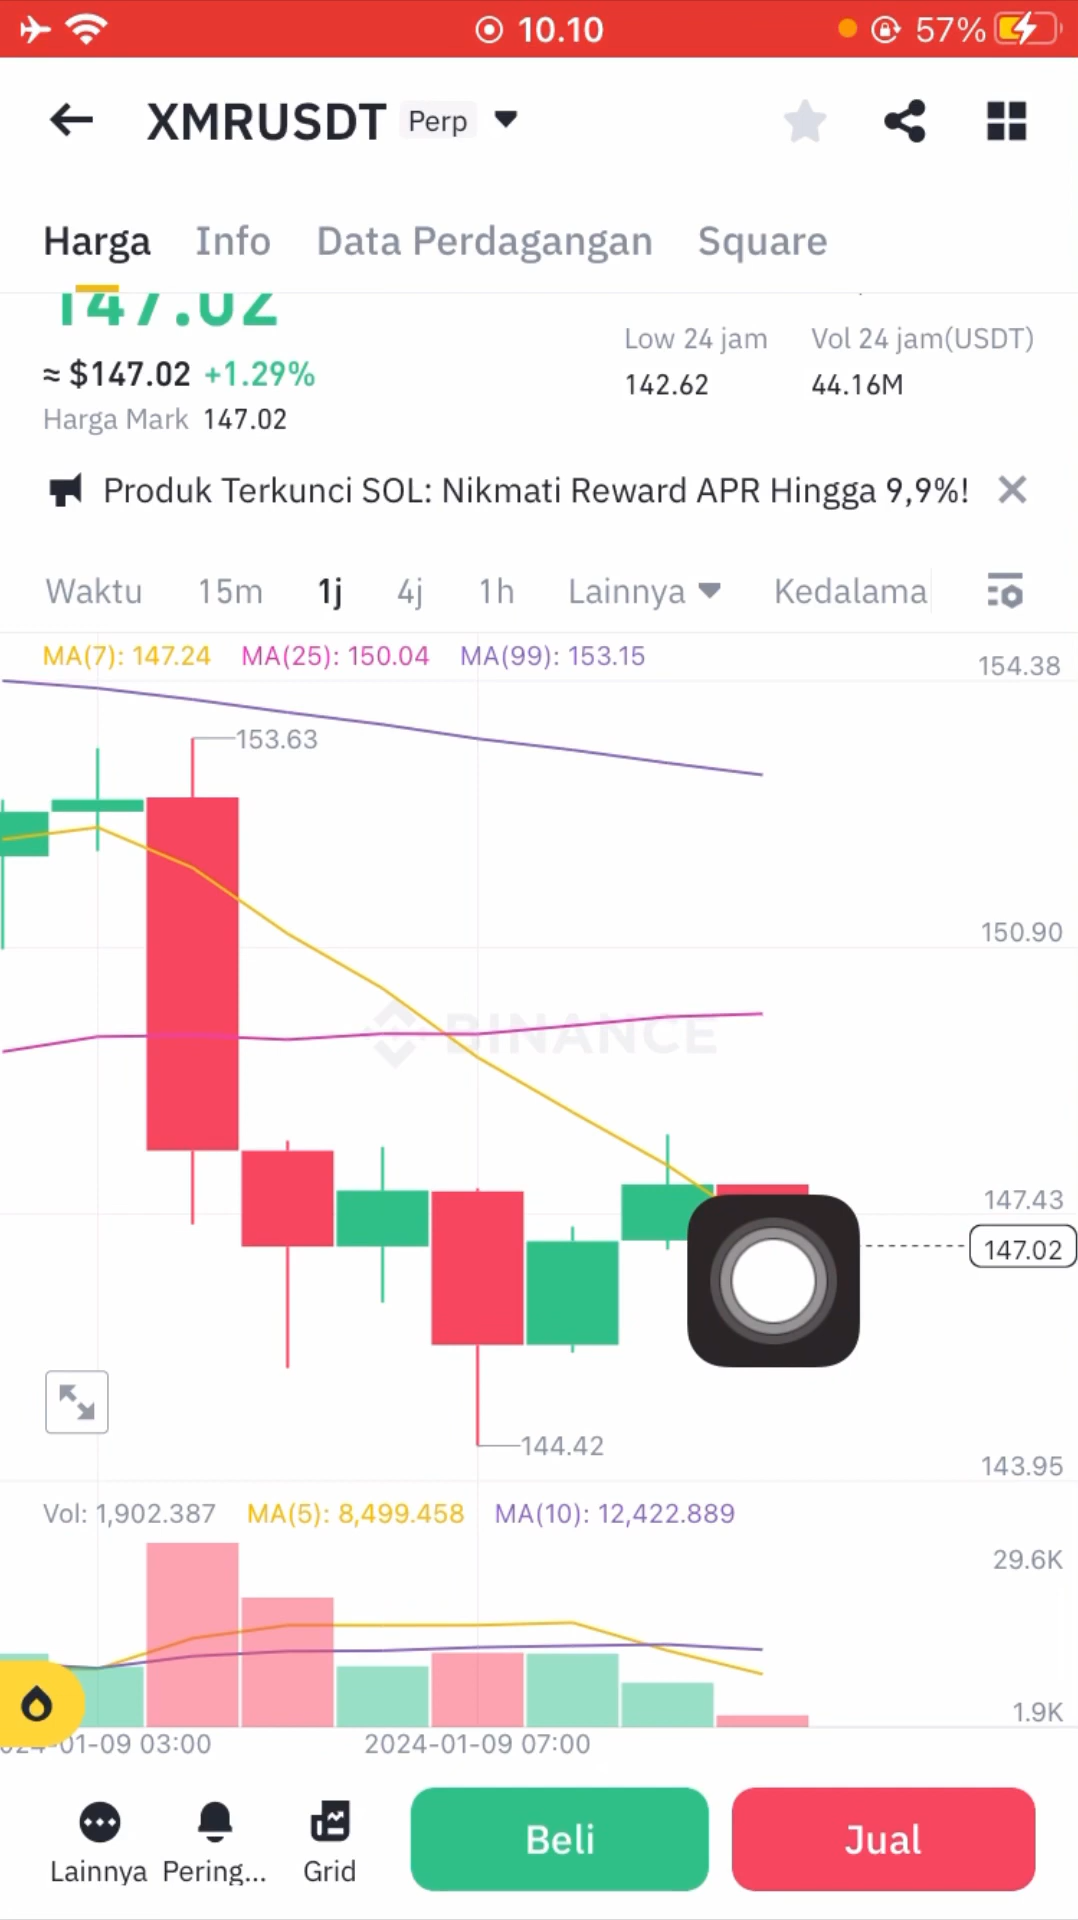 10.10
57%
XMRUSDT Perp
Harga Info Data Perdagangan Square
147.02
Low 24 jam Vol 24 jam(USDT)
≈ $147.02 +1.29%
142.62 44.16M
Harga Mark 147.02
Produk Terkunci SOL: Nikmati Reward APR Hingga 9,9%!
Waktu 15m 1j 4j 1h Lainnya Kedalama
MA(7): 147.24 MA(25): 150.04 MA(99): 153.15
154.38
153.63
150.90
BINANCE
147.43
147.02
144.42
143.95
Vol: 1,902.387 MA(5): 8,499.458 MA(10): 12,422.889
29.6K
1.9K
024-01-09 03:00 2024-01-09 07:00
Lainnya Pering... Grid Beli Jual